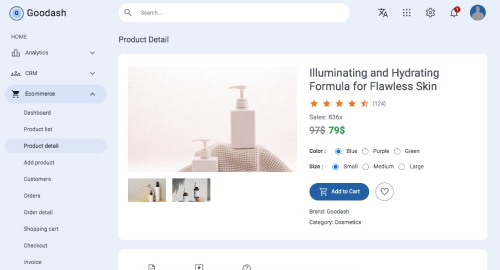 Goodash
Search...
1
HOME
Analytics
CRM
Ecommerce
Dashboard
Product list
Product detail
Add product
Customers
Orders
Order detail
Shopping cart
Checkout
Invoice
Product Detail
Illuminating and Hydrating
Formula for Flawless Skin
(124)
Sales: 836x
97$ 79$
Color : Blue Purple Green
Size : Small Medium Large
Add to Cart
Brand: Goodash
Category: Cosmetics